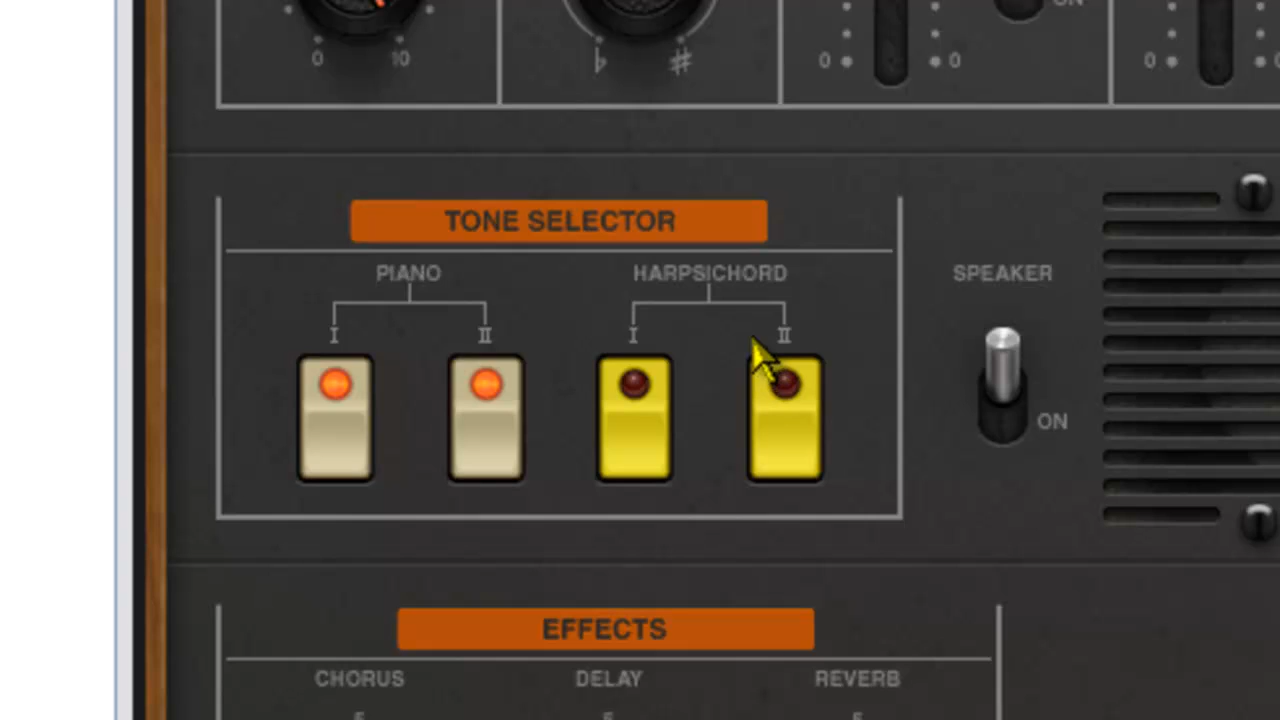 ON
0 10 ♭ ♯ 0 0 0
TONE SELECTOR
PIANO HARPSICHORD SPEAKER
I II I II
ON
EFFECTS
CHORUS DELAY REVERB